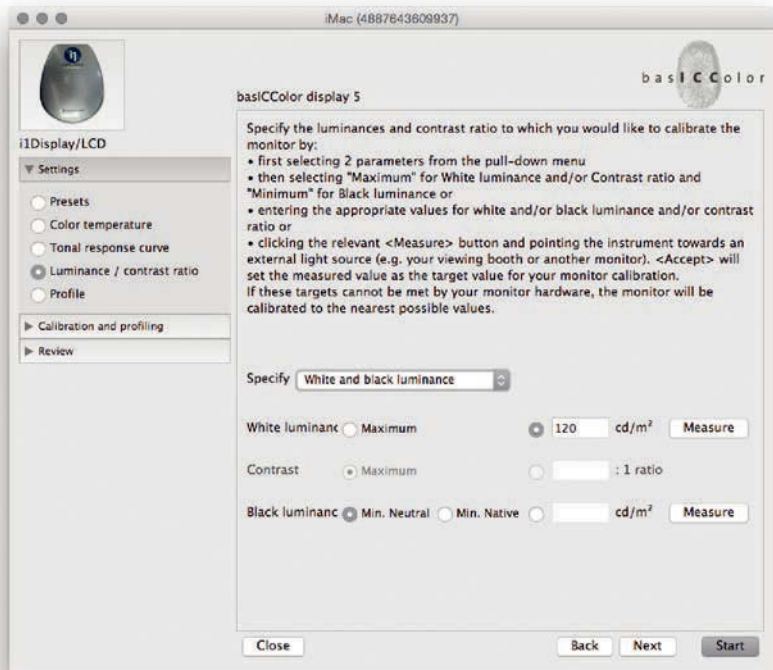 iMac (4887643609937)
i1
basICColor
basICColor display 5
i1Display/LCD
Settings
Presets
Color temperature
Tonal response curve
Luminance / contrast ratio
Profile
Calibration and profiling
Review
Specify the luminances and contrast ratio to which you would like to calibrate the
monitor by:
• first selecting 2 parameters from the pull-down menu
• then selecting "Maximum" for White luminance and/or Contrast ratio and
"Minimum" for Black luminance or
• entering the appropriate values for white and/or black luminance and/or contrast
ratio or
• clicking the relevant <Measure> button and pointing the instrument towards an
external light source (e.g. your viewing booth or another monitor). <Accept> will
set the measured value as the target value for your monitor calibration.
If these targets cannot be met by your monitor hardware, the monitor will be
calibrated to the nearest possible values.
Specify White and black luminance
White luminanc Maximum 120 cd/m² Measure
Contrast Maximum : 1 ratio
Black luminanc Min. Neutral Min. Native cd/m² Measure
Close Back Next Start